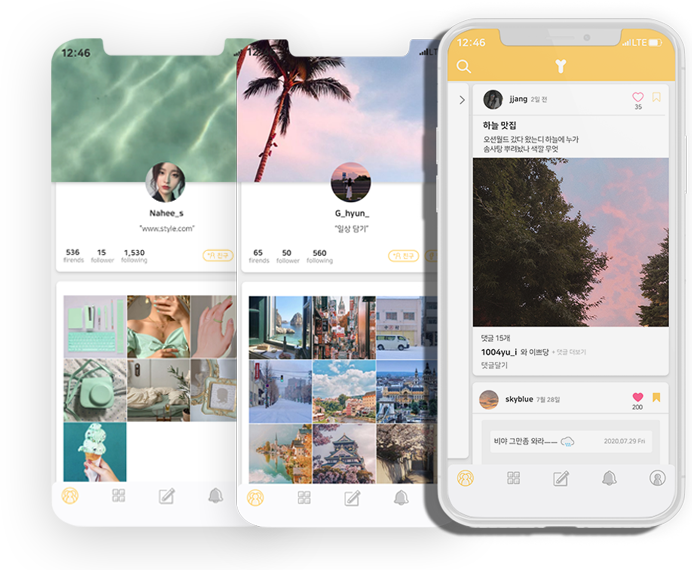 12:46
Nahee_s
"www.style.com"
536
15
1,530
firends
follower
following
친구
12:46
G_hyun_
"일상 담기"
65
50
560
firends
follower
following
친구
12:46
LTE
jjang 2일 전
35
하늘 맛집
오션월드 갔다 왔는디 하늘에 누가
솜사탕 뿌려놨나 색깔 무엇
댓글 15개
1004yu_i 와 이쁘당 + 댓글 더보기
댓글달기
skyblue 7월 28일
200
비야 그만좀 와라~~
2020.07.29 Fri